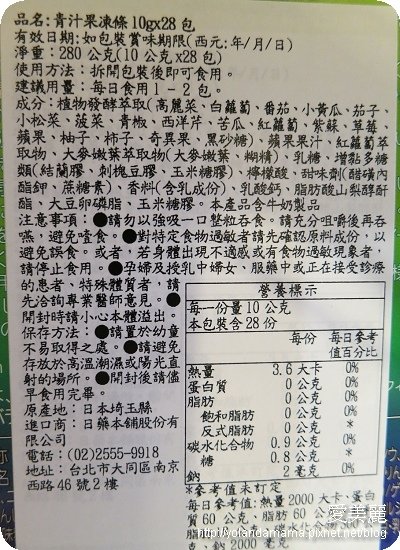 品名:青汁果凍條 10gx28 包
有效日期:如包裝賞味期限(西元:年/月/日)
淨重:280 公克(10 公克 x28 包)
使用方法:拆開包裝後即可食用。
建議用量:每日食用 1 - 2 包。
成分:植物發酵萃取(高麗菜、白蘿蔔、番茄、小黃瓜、茄子、
小松菜、菠菜、青椒、西洋芹、苦瓜、紅蘿蔔、紫蘇、草莓、
蘋果、柚子、柿子、奇異果、黑砂糖)、蘋果果汁、紅蘿蔔萃
取物、大麥嫩葉萃取物(大麥嫩葉、糊精)、乳糖、增黏多糖
類(結蘭膠、刺槐豆膠、玉米糖膠)、檸檬酸、甜味劑(醋磺內
酯鉀、蔗糖素)、香料(含乳成份)、乳酸鈣、脂肪酸山梨醇酐
酯、大豆卵磷脂、玉米糖膠。本產品含牛奶製品
注意事項:●請勿以強吸一口整粒吞食。請充分咀嚼後再吞
嚥,避免噎食。●對特定食物過敏者請先確認原料成份,以
避免誤食。或者,若身體出現不適感或有食物過敏現象者,
請停止食用。●孕婦及授乳中婦女、服藥中或正在接受診療
的患者、特殊體質者,請
先洽詢專業醫師意見。●
開封時請小心本體溢出。
保存方法:●請置於幼童
不易取得之處。●請避免
存放於高溫潮濕或陽光直
射的場所。●開封後請儘
早食用完畢。
原產地:日本埼玉縣
進口商:日藥本舖股份有
限公司
電話:(02)2555-9918
地址:台北市大同區南京
西路 46 號 2 樓
營養標示
每一份量 10 公克
本包裝含 28 份
每份 每日參考
值百分比
熱量 3.6 大卡 0%
蛋白質 0 公克 0%
脂肪 0 公克 0%
飽和脂肪 0 公克 0%
反式脂肪 0 公克 *
碳水化合物 0.9 公克 0%
糖 0.8 公克 *
鈉 2 毫克 0%
*參考值未訂定
每日參考值:熱量 2000 大卡、蛋白
質 60 公克、脂肪 60 公克
碳水化合物
鈉 2000 毫克
愛美麗
http://yolandamama.pixnet.net/blog